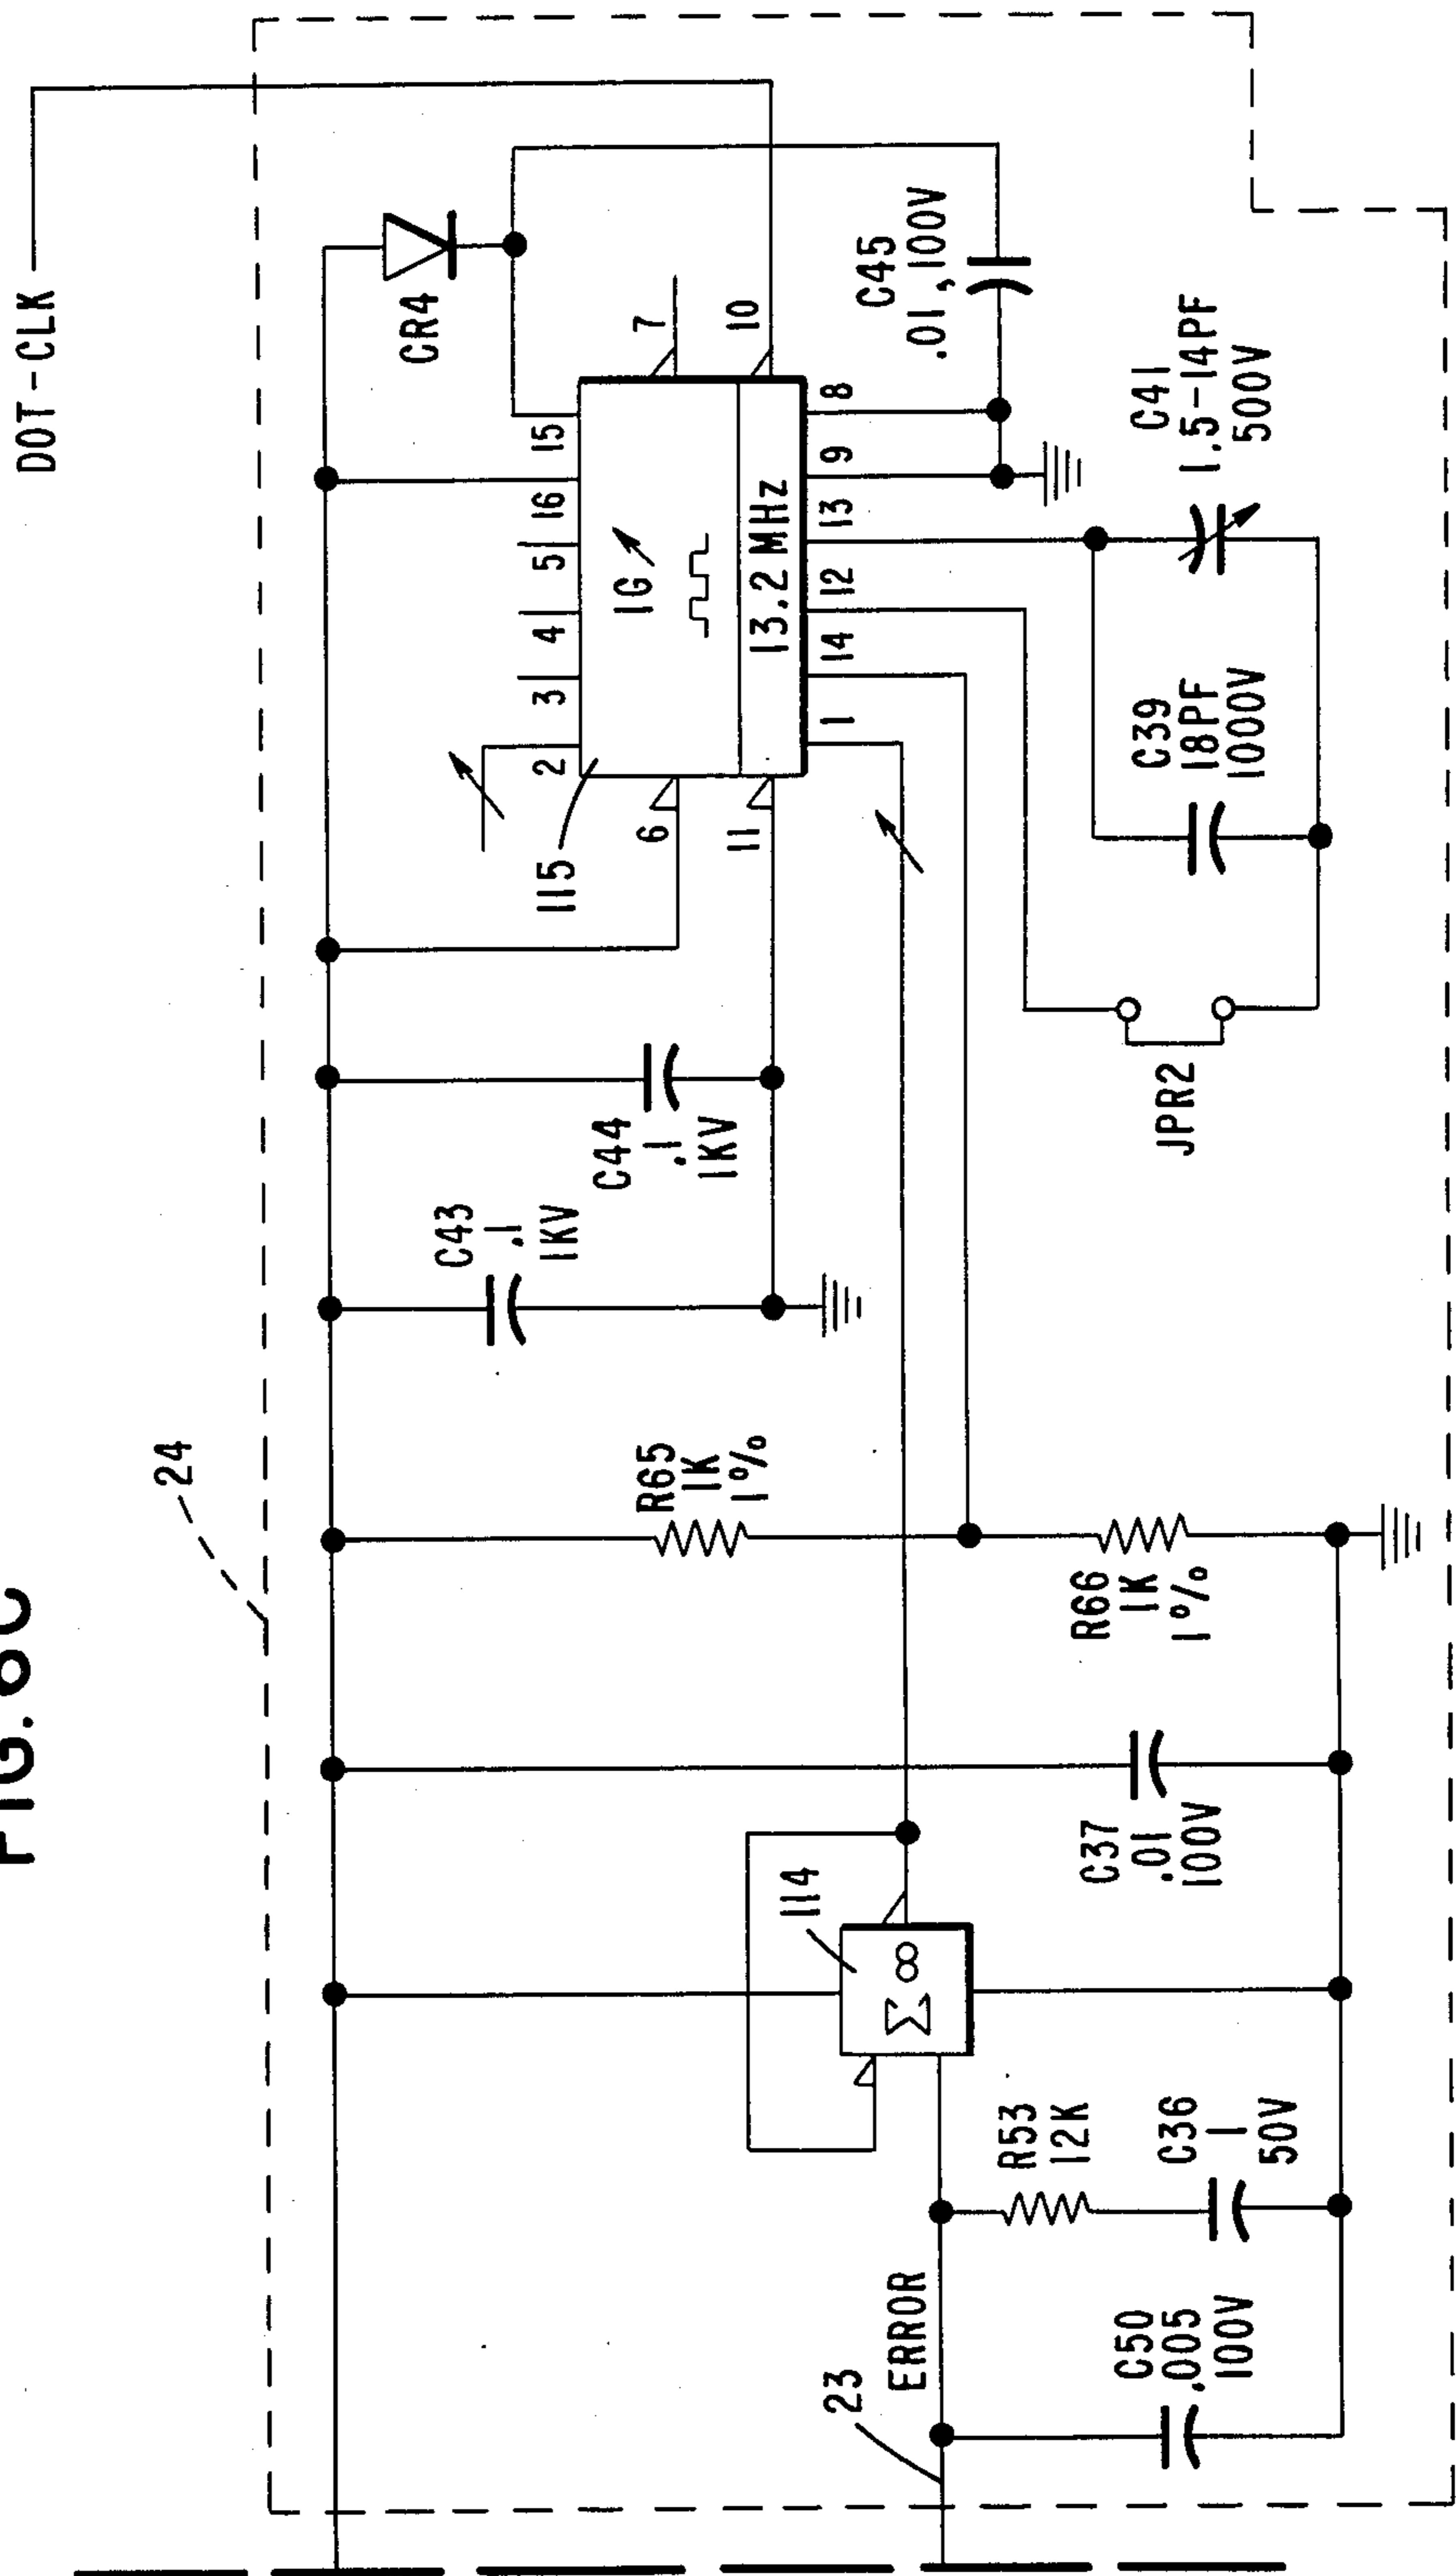 FIG. 8C
24
DOT-CLK
CR4
C43
.1
1KV
C44
.1
1KV
R65
1K
1%
115
2
3
4
5
16
15
1G
13.2 MHz
6
11
7
10
1
14
12
13
9
8
C45
.01, 100V
C41
1.5-14PF
500V
C39
18PF
1000V
JPR2
R66
1K
1%
C37
.01
100V
114
Σ ∞
R53
12K
C36
1
50V
ERROR
23
C50
.005
100V